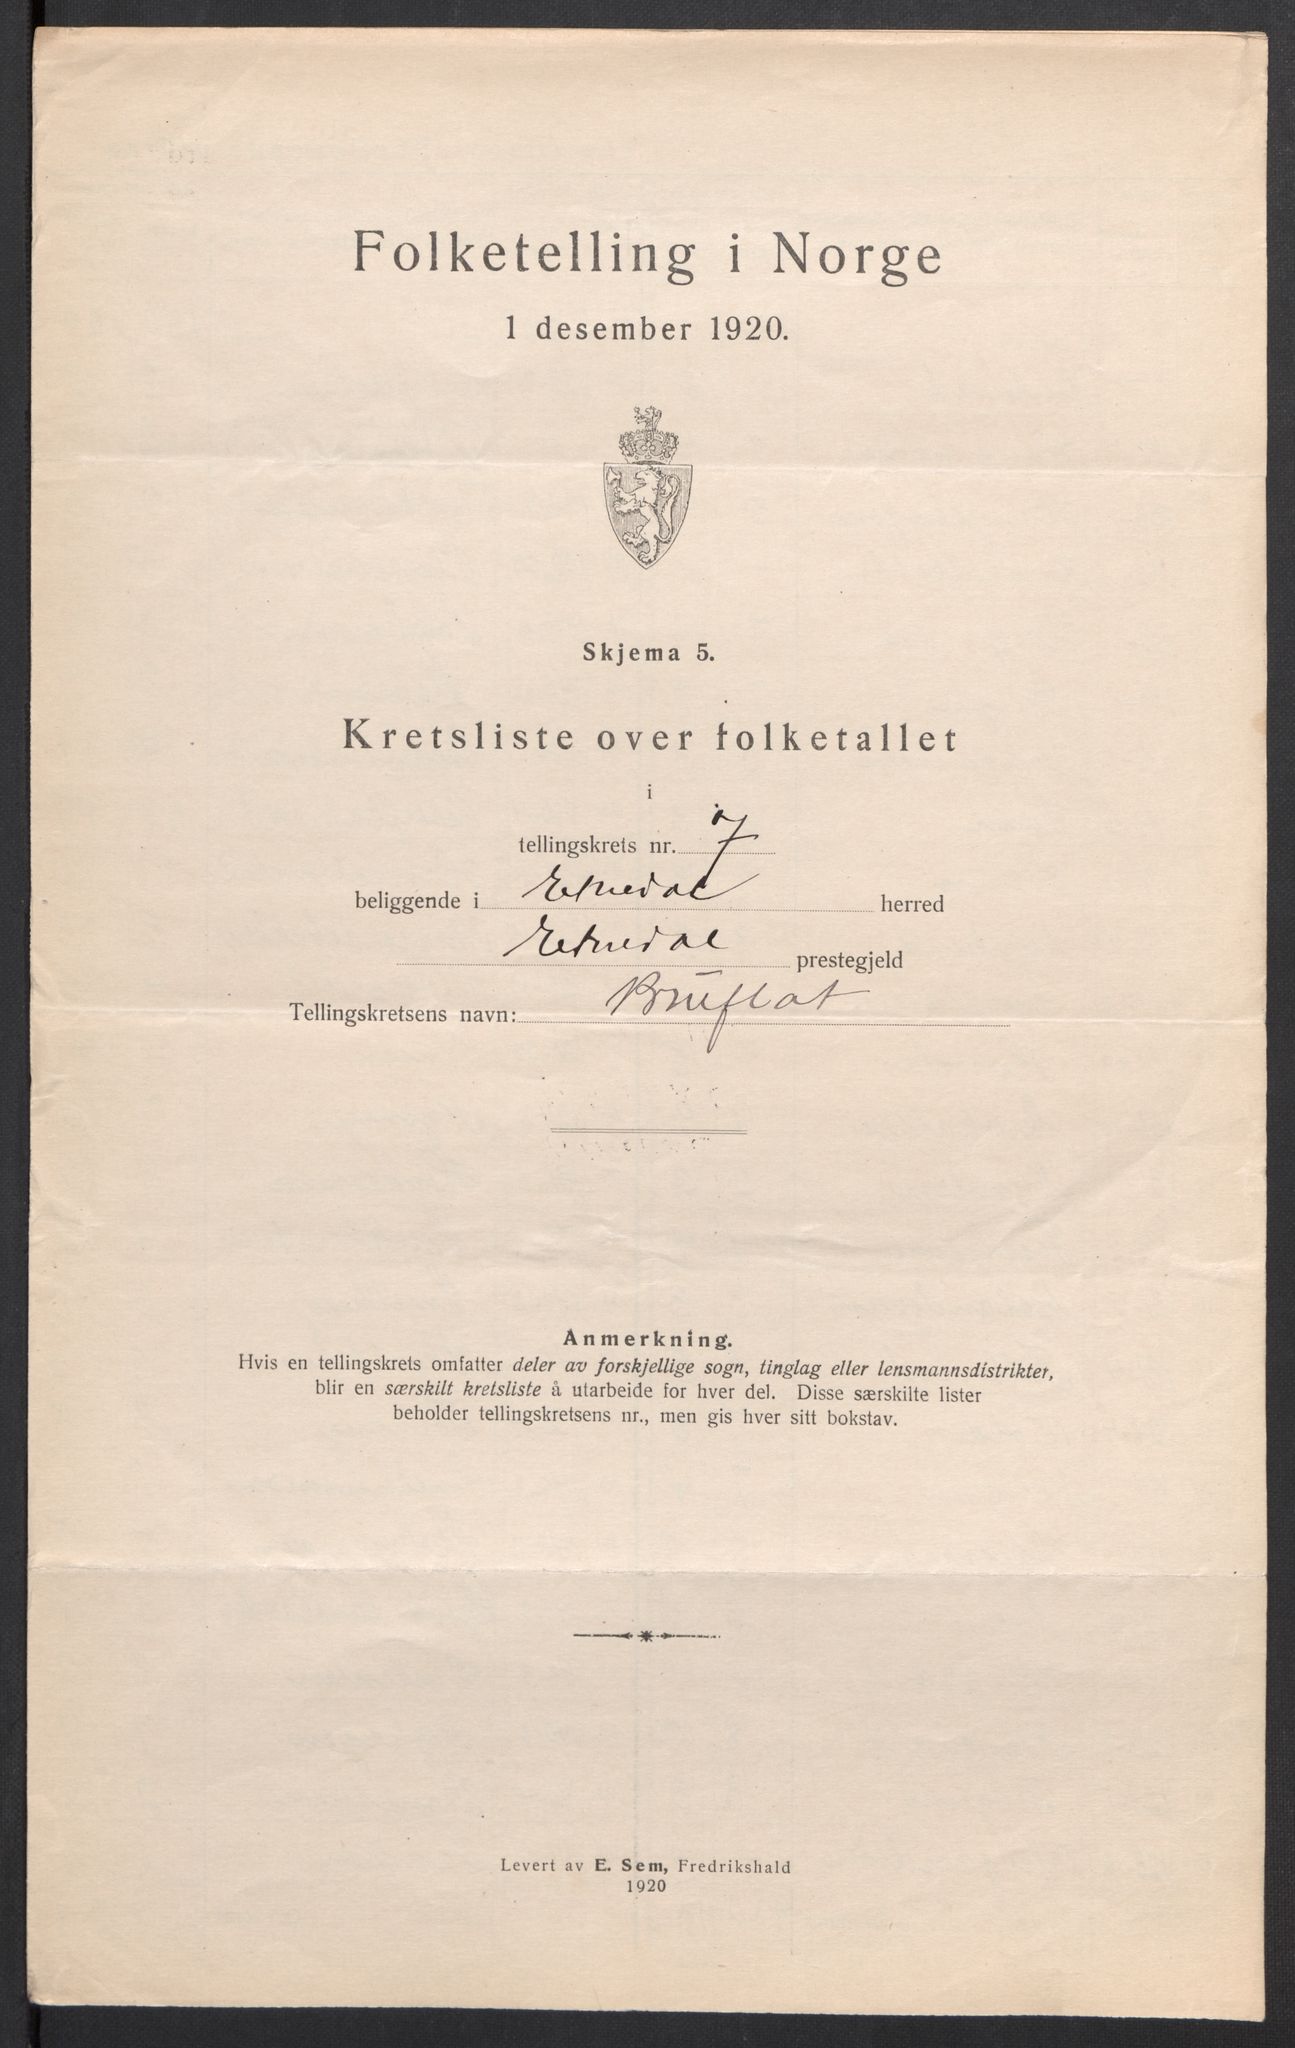 Folketelling i Norge
1 desember 1920.
Skjema 5.
Kretsliste over folketallet
i
tellingskrets nr. 7
beliggende i Etnedal herred
Etnedal prestegjeld
Tellingskretsens navn: Bruflat
Anmerkning.
Hvis en tellingskrets omfatter deler av forskjellige sogn, tinglag eller lensmannsdistrikter,
blir en særskilt kretsliste å utarbeide for hver del. Disse særskilte lister
beholder tellingskretsens nr., men gis hver sitt bokstav.
Levert av E. Sem, Fredrikshald
1920